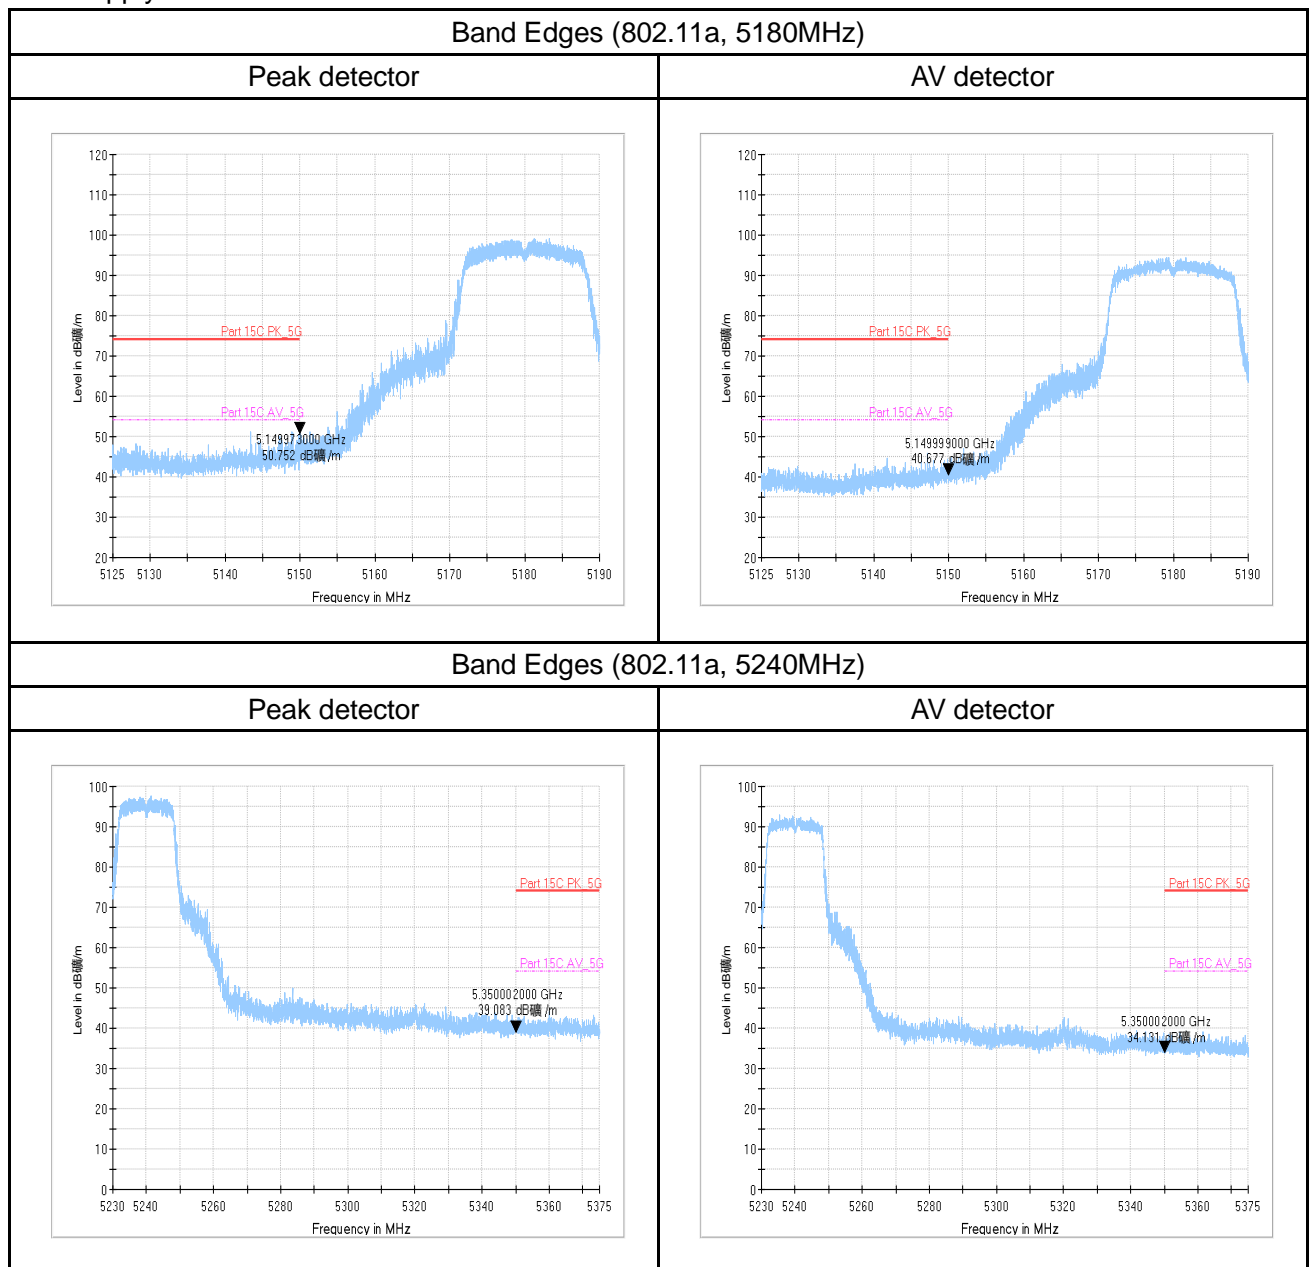 Band Edges (802.11a, 5180MHz)
Peak detector
AV detector
120
110
100
90
80
70
60
50
40
30
20
Level in dB礦/m
Part 15C PK_5G
Part 15C AV_5G
5.149973000 GHz
50.752 dB礦/m
5125 5130 5140 5150 5160 5170 5180 5190
Frequency in MHz
120
110
100
90
80
70
60
50
40
30
20
Level in dB礦/m
Part 15C PK_5G
Part 15C AV_5G
5.149999000 GHz
40.677 dB礦/m
5125 5130 5140 5150 5160 5170 5180 5190
Frequency in MHz
Band Edges (802.11a, 5240MHz)
Peak detector
AV detector
100
90
80
70
60
50
40
30
20
10
0
Level in dB礦/m
Part 15C PK_5G
Part 15C AV_5G
5.350002000 GHz
39.083 dB礦/m
5230 5240 5260 5280 5300 5320 5340 5360 5375
Frequency in MHz
100
90
80
70
60
50
40
30
20
10
0
Level in dB礦/m
Part 15C PK_5G
Part 15C AV_5G
5.350002000 GHz
34.131 dB礦/m
5230 5240 5260 5280 5300 5320 5340 5360 5375
Frequency in MHz